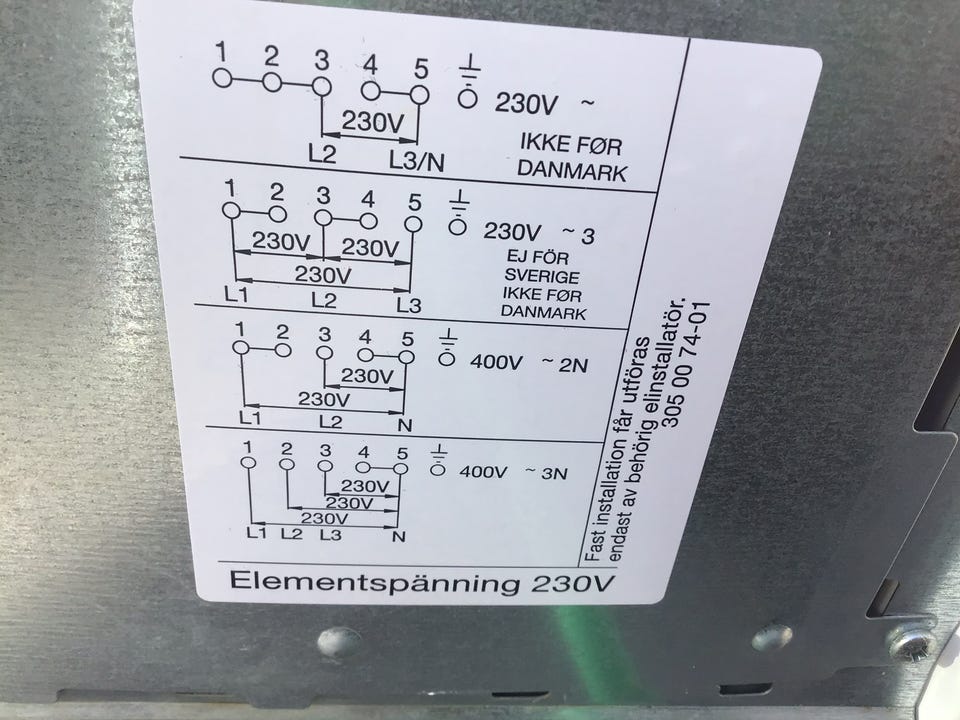 1 2 3 4 5
230V ~
230V
IKKE FØR
DANMARK
L2 L3/N
1 2 3 4 5
230V ~ 3
230V 230V
EJ FÖR
SVERIGE
IKKE FØR
DANMARK
230V
L1 L2 L3
1 2 3 4 5
400V ~ 2N
230V
230V
L1 L2 N
1 2 3 4 5
400V ~ 3N
230V
230V
230V
L1 L2 L3 N
Fast installation får utföras
endast av behörig elinstallatör.
305 00 74-01
Elementspänning 230V